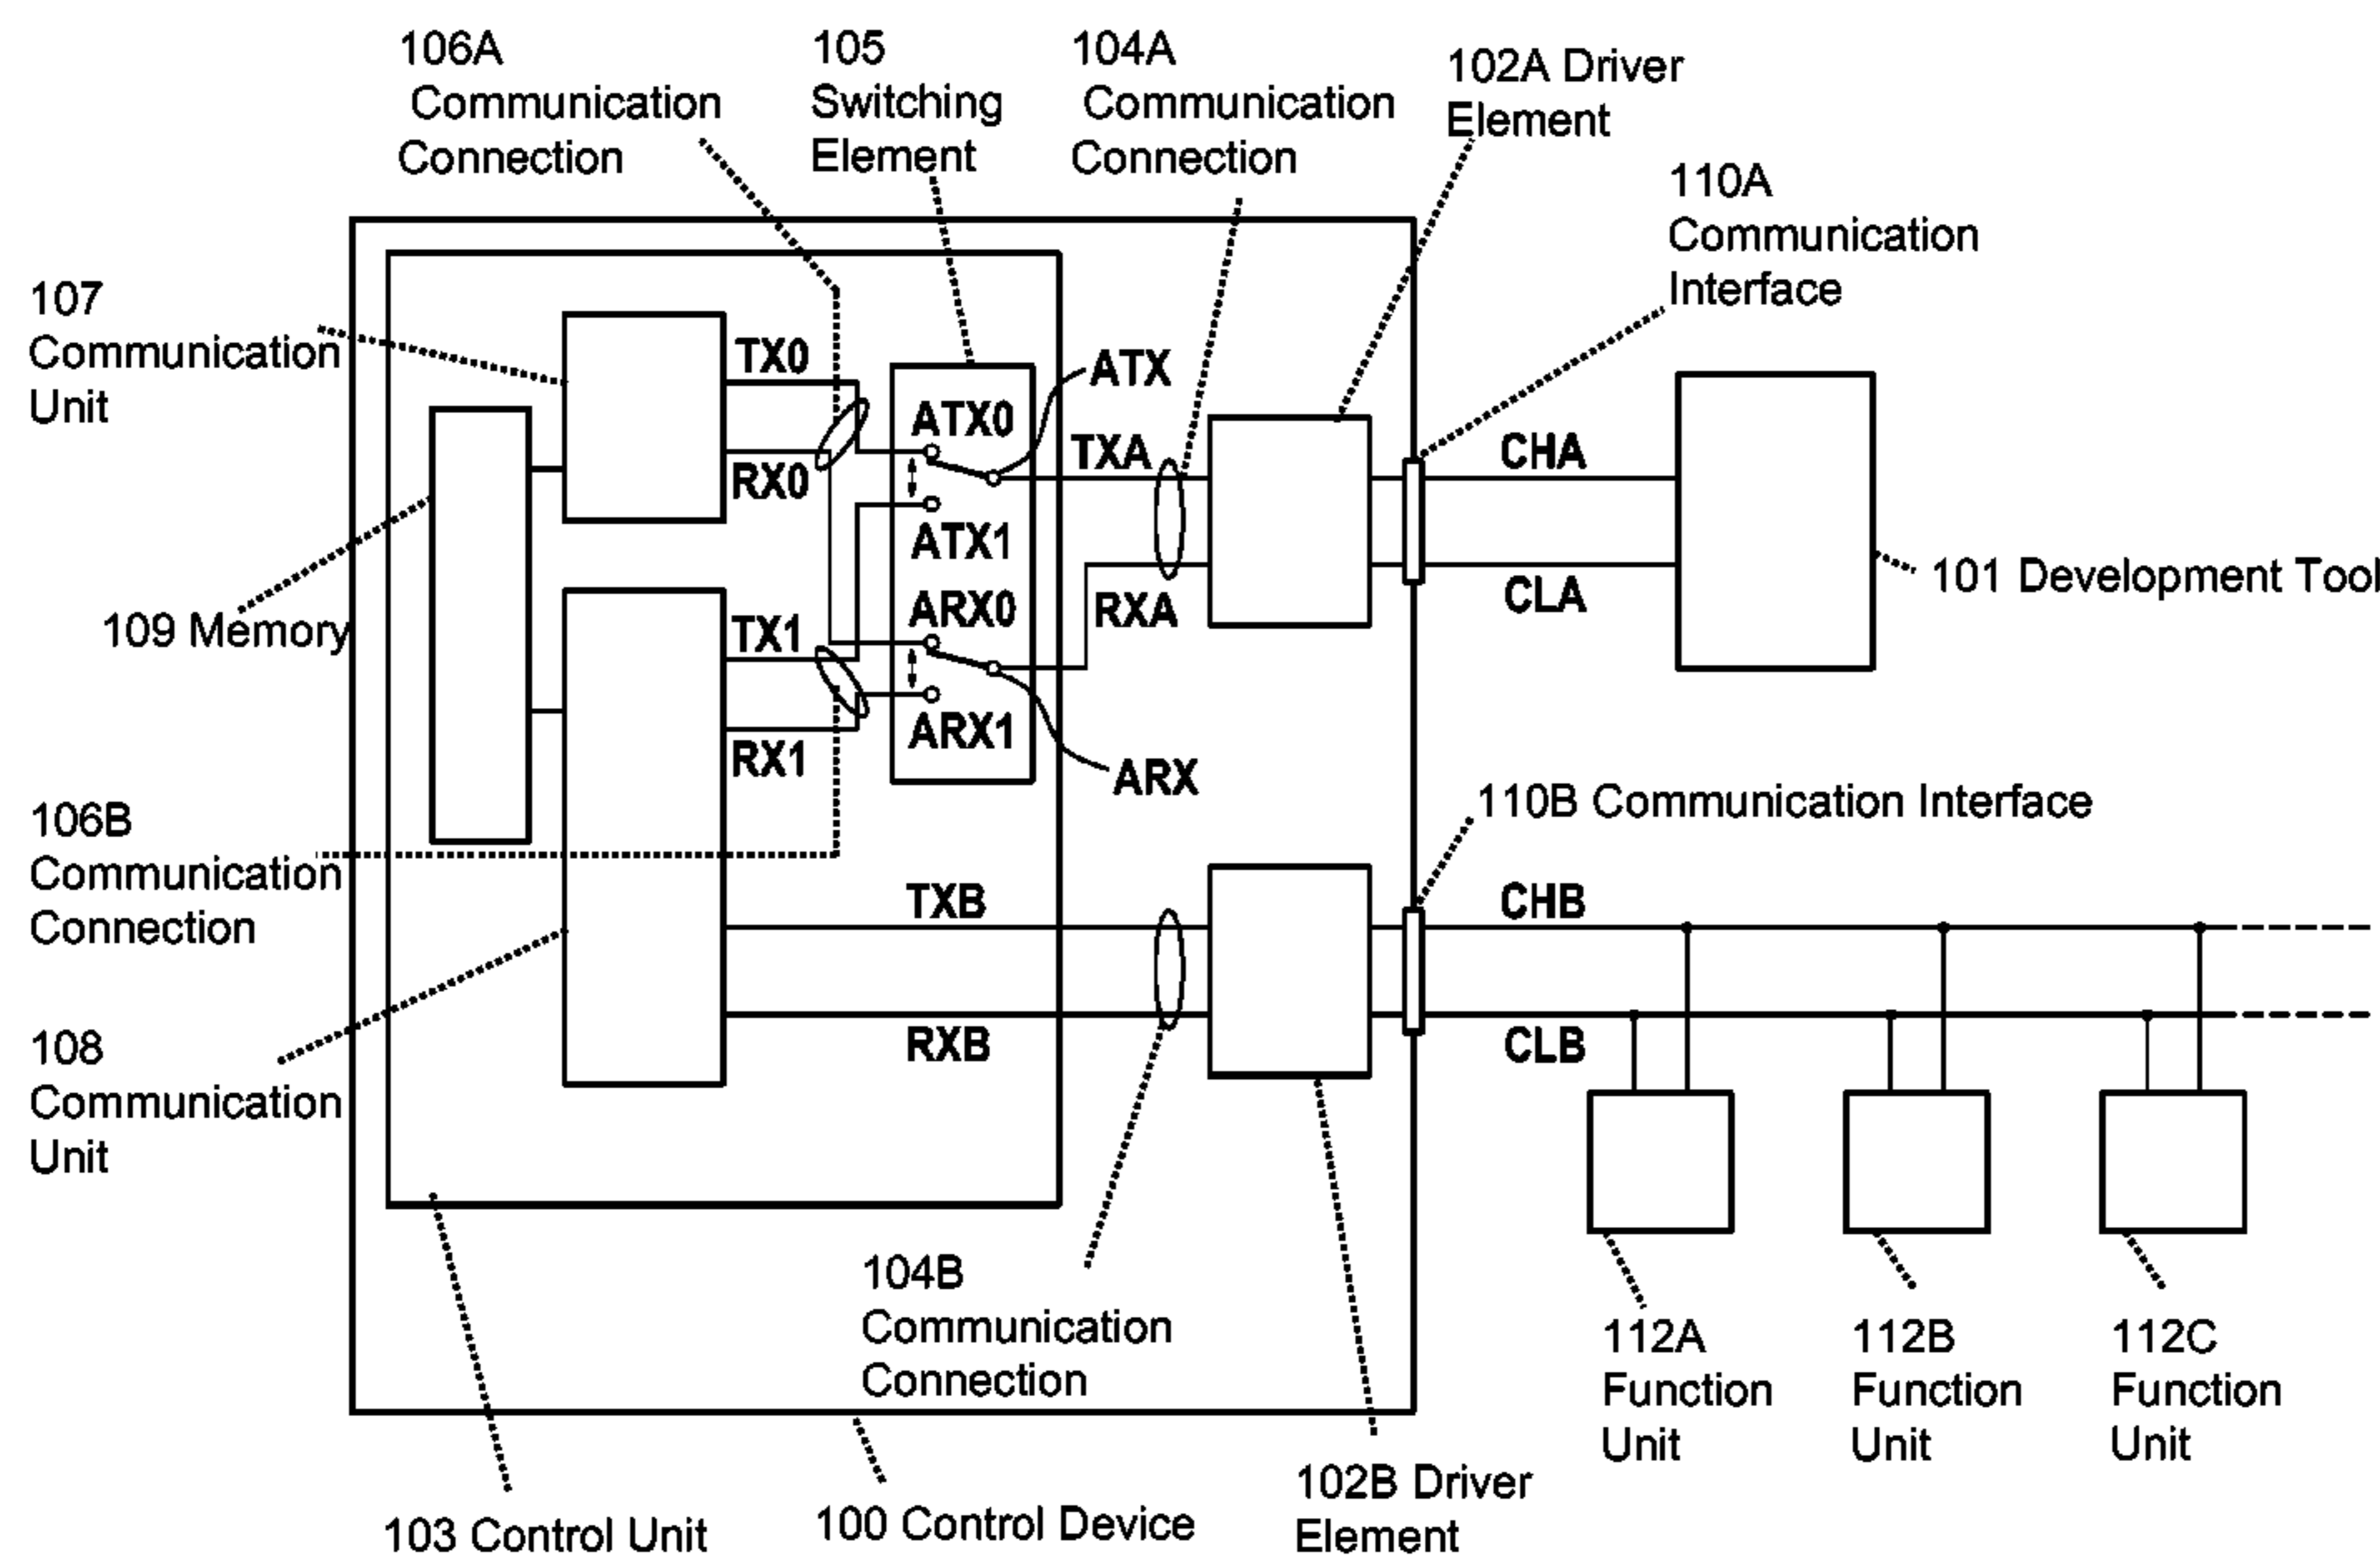 106A
Communication
Connection
105
Switching
Element
104A
Communication
Connection
102A Driver
Element
110A
Communication
Interface
107
Communication
Unit
TX0
RX0
ATX0
ATX
ATX1
TXA
CHA
CLA
101 Development Tool
109 Memory
TX1
RX1
ARX0
ARX1
RXA
ARX
106B
Communication
Connection
110B Communication Interface
TXB
RXB
CHB
CLB
108
Communication
Unit
104B
Communication
Connection
112A
Function
Unit
112B
Function
Unit
112C
Function
Unit
103 Control Unit
100 Control Device
102B Driver
Element